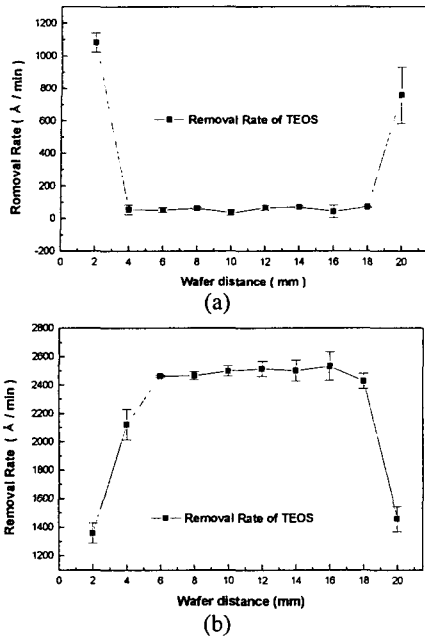 1200
1000
800
600
400
200
0
-200
Romoval Rate ( Å / min)
Removal Rate of TEOS
0 2 4 6 8 10 12 14 16 18 20
Wafer distance ( mm )
(a)
2800
2600
2400
2200
2000
1800
1600
1400
1200
Removal Rate ( Å / min)
Removal Rate of TEOS
0 2 4 6 8 10 12 14 16 18 20
Wafer distance (mm)
(b)